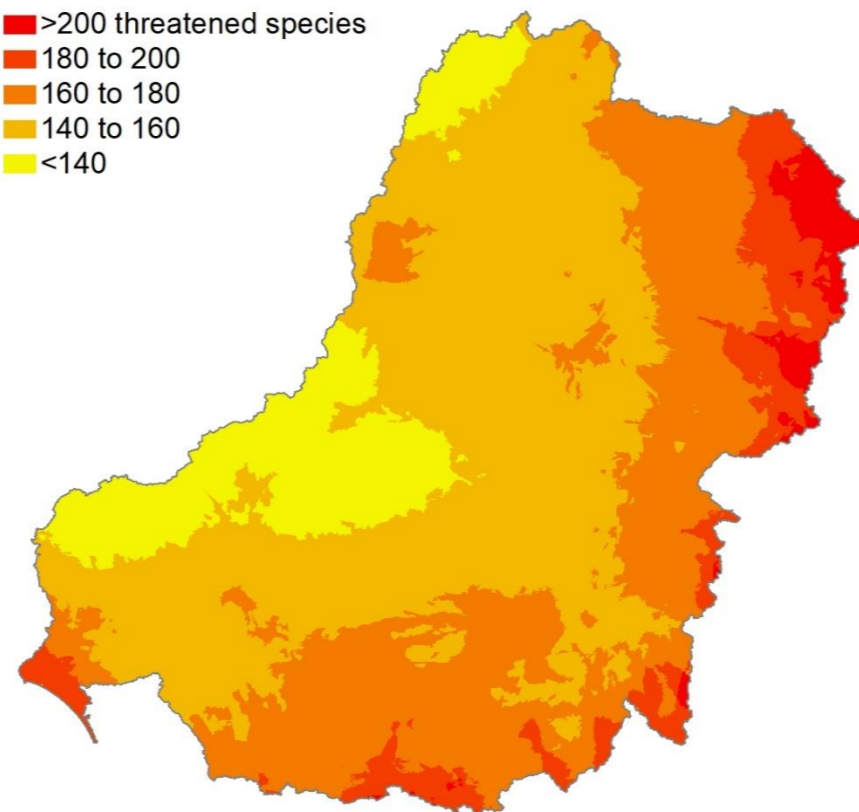 >200 threatened species
180 to 200
160 to 180
140 to 160
<140